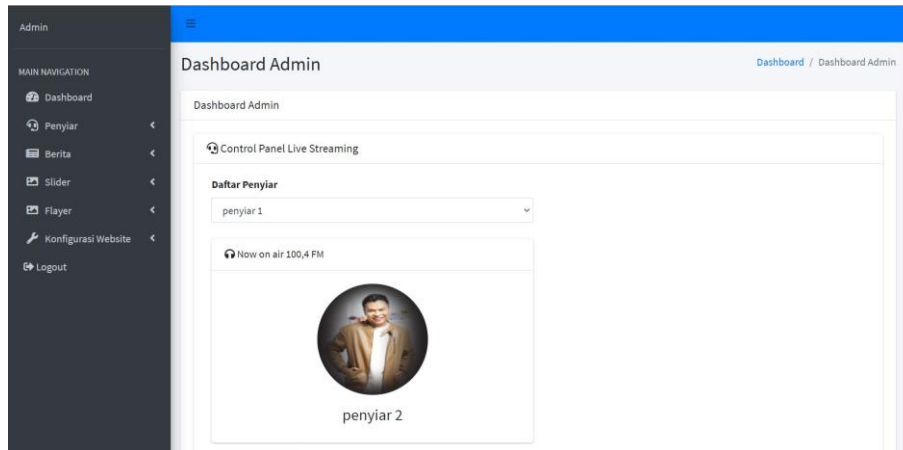 Admin
MAIN NAVIGATION
Dashboard
Penyiar
Berita
Slider
Flayer
Konfigurasi Website
Logout
Dashboard Admin
Dashboard / Dashboard Admin
Dashboard Admin
Control Panel Live Streaming
Daftar Penyiar
penyiar 1
Now on air 100,4 FM
penyiar 2